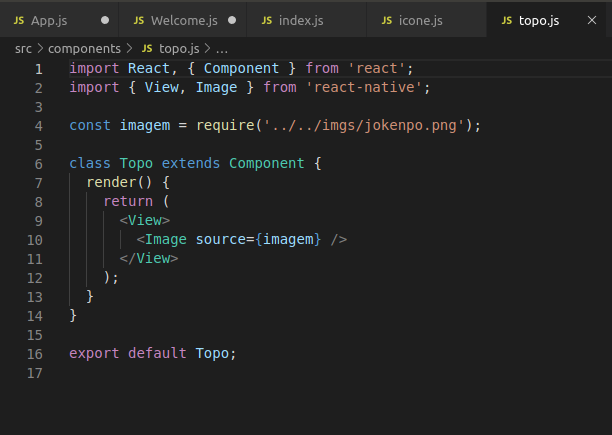 JS App.js ● JS Welcome.js ● JS index.js JS icone.js JS topo.js ×
src > components > JS topo.js > ...
1 import React, { Component } from 'react';
2 import { View, Image } from 'react-native';
3
4 const imagem = require('../../imgs/jokenpo.png');
5
6 class Topo extends Component {
7   render() {
8     return (
9       <View>
10         <Image source={imagem} />
11       </View>
12     );
13   }
14 }
15
16 export default Topo;
17